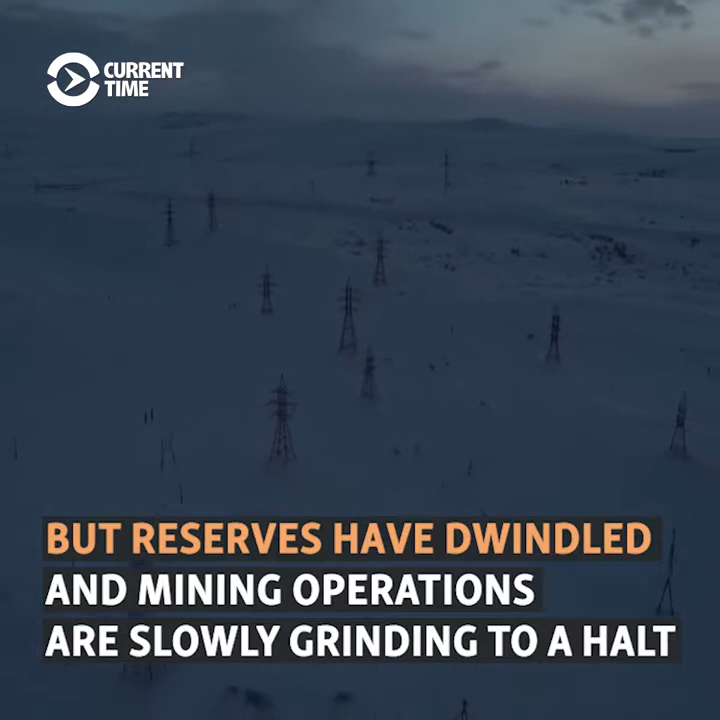 CURRENT
TIME
BUT RESERVES HAVE DWINDLED
AND MINING OPERATIONS
ARE SLOWLY GRINDING TO A HALT